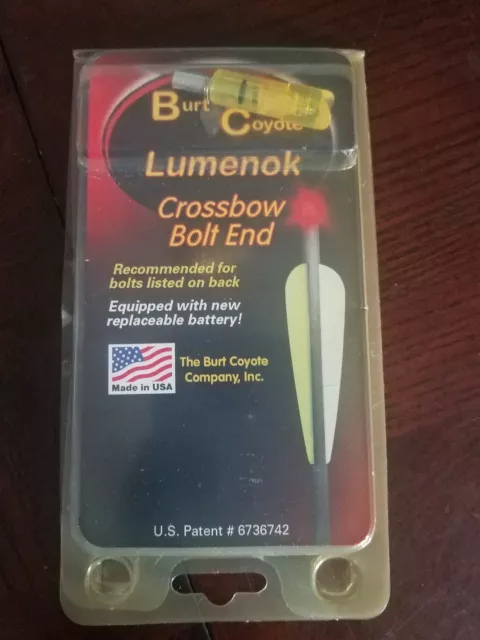 Burt
Coyote
Lumenok
Crossbow
Bolt End
Recommended for
bolts listed on back
Equipped with new
replaceable battery!
Made in USA
The Burt Coyote
Company, Inc.
U.S. Patent # 6736742